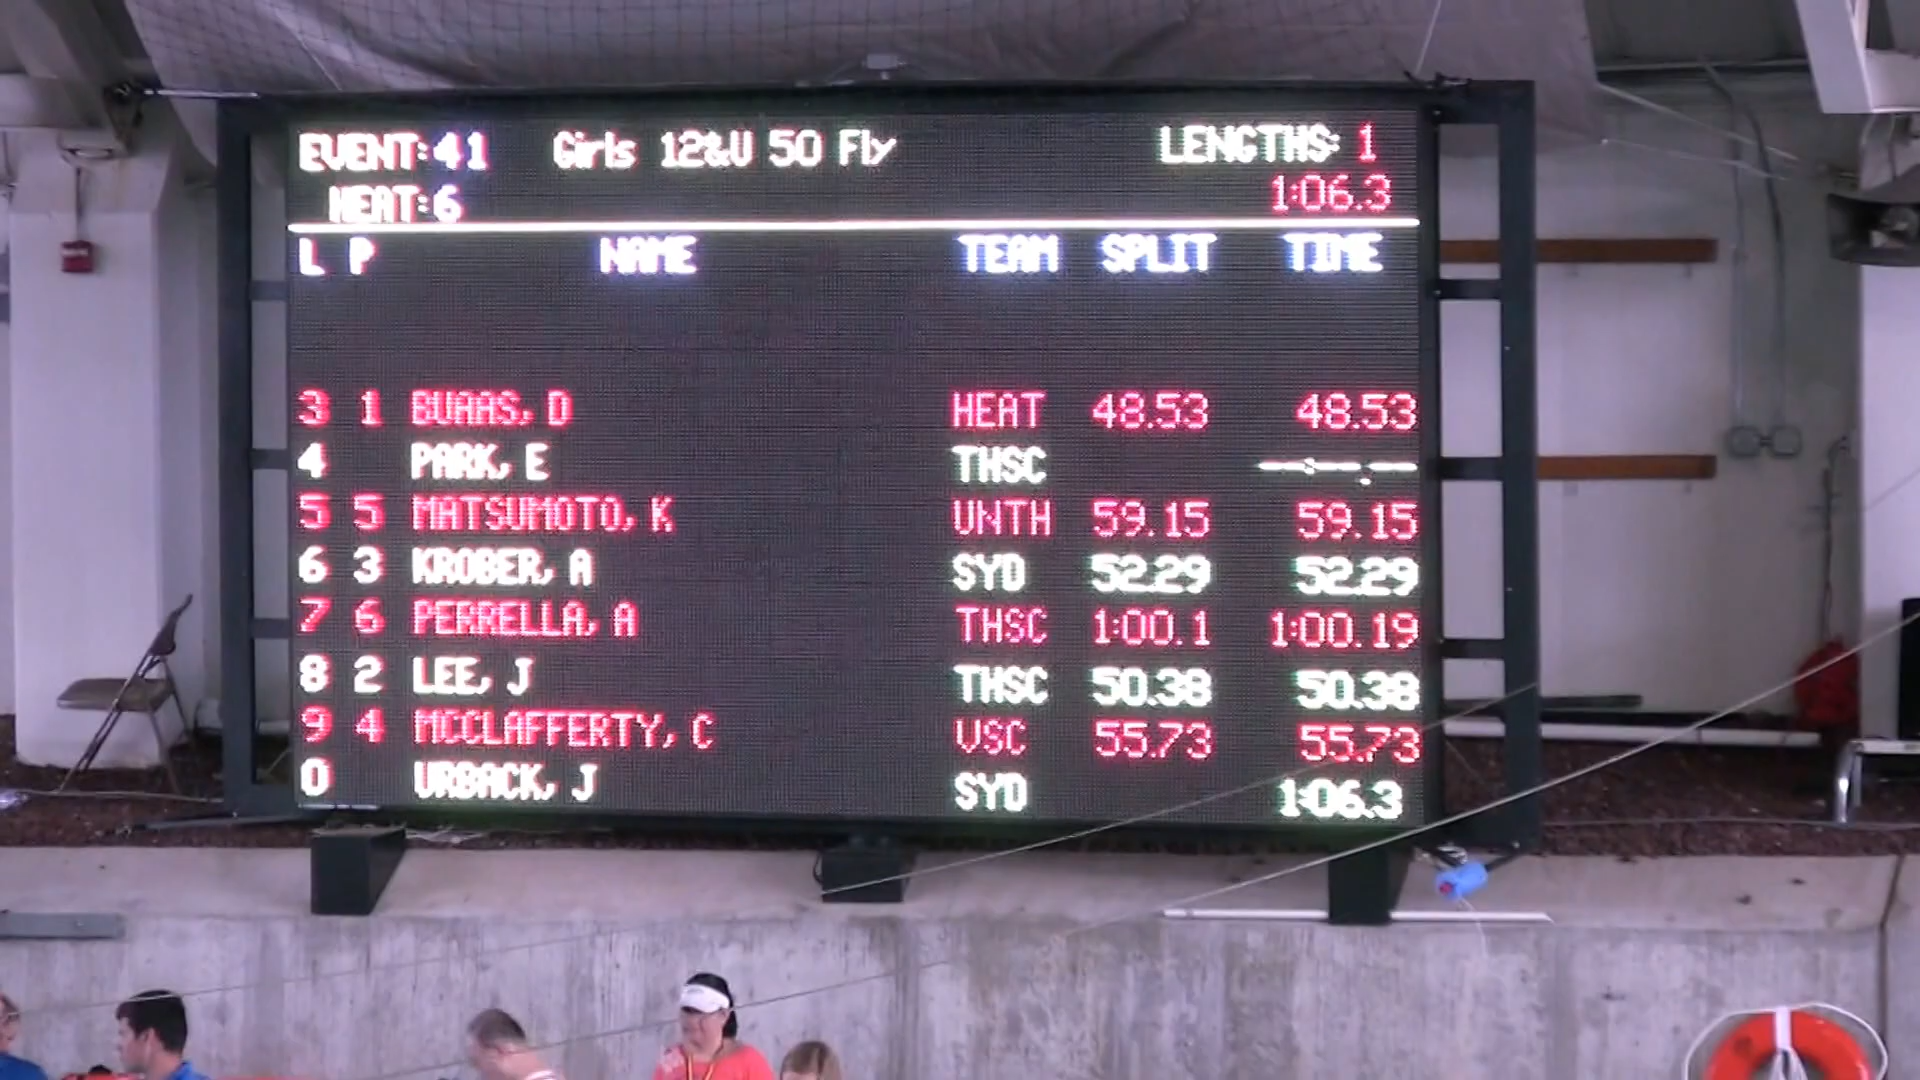 EVENT:41 Girls 12&U 50 Fly LENGTHS: 1
HEAT:6 1:06.3
L P NAME TEAM SPLIT TIME
3 1 BUAAS, D HEAT 48.53 48.53
4 PARK, E THSC --:--.--
5 5 MATSUMOTO, K UNTH 59.15 59.15
6 3 KROBER, A SYD 52.29 52.29
7 6 PERRELLA, A THSC 1:00.1 1:00.19
8 2 LEE, J THSC 50.38 50.38
9 4 MCCLAFFERTY, C VSC 55.73 55.73
0 URBACK, J SYD 1:06.3